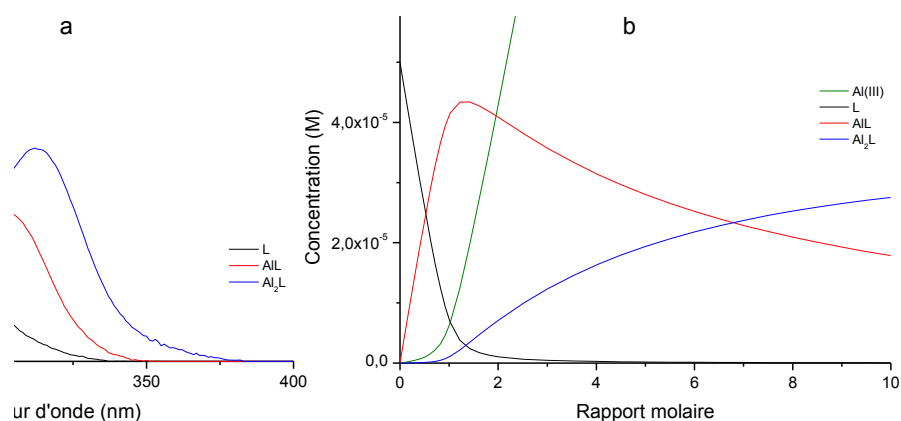 a
L
AlL
Al₂L
350
400
ur d'onde (nm)
b
Concentration (M)
4,0x10⁻⁵
2,0x10⁻⁵
0,0
Al(III)
L
AlL
Al₂L
0
2
4
6
8
10
Rapport molaire